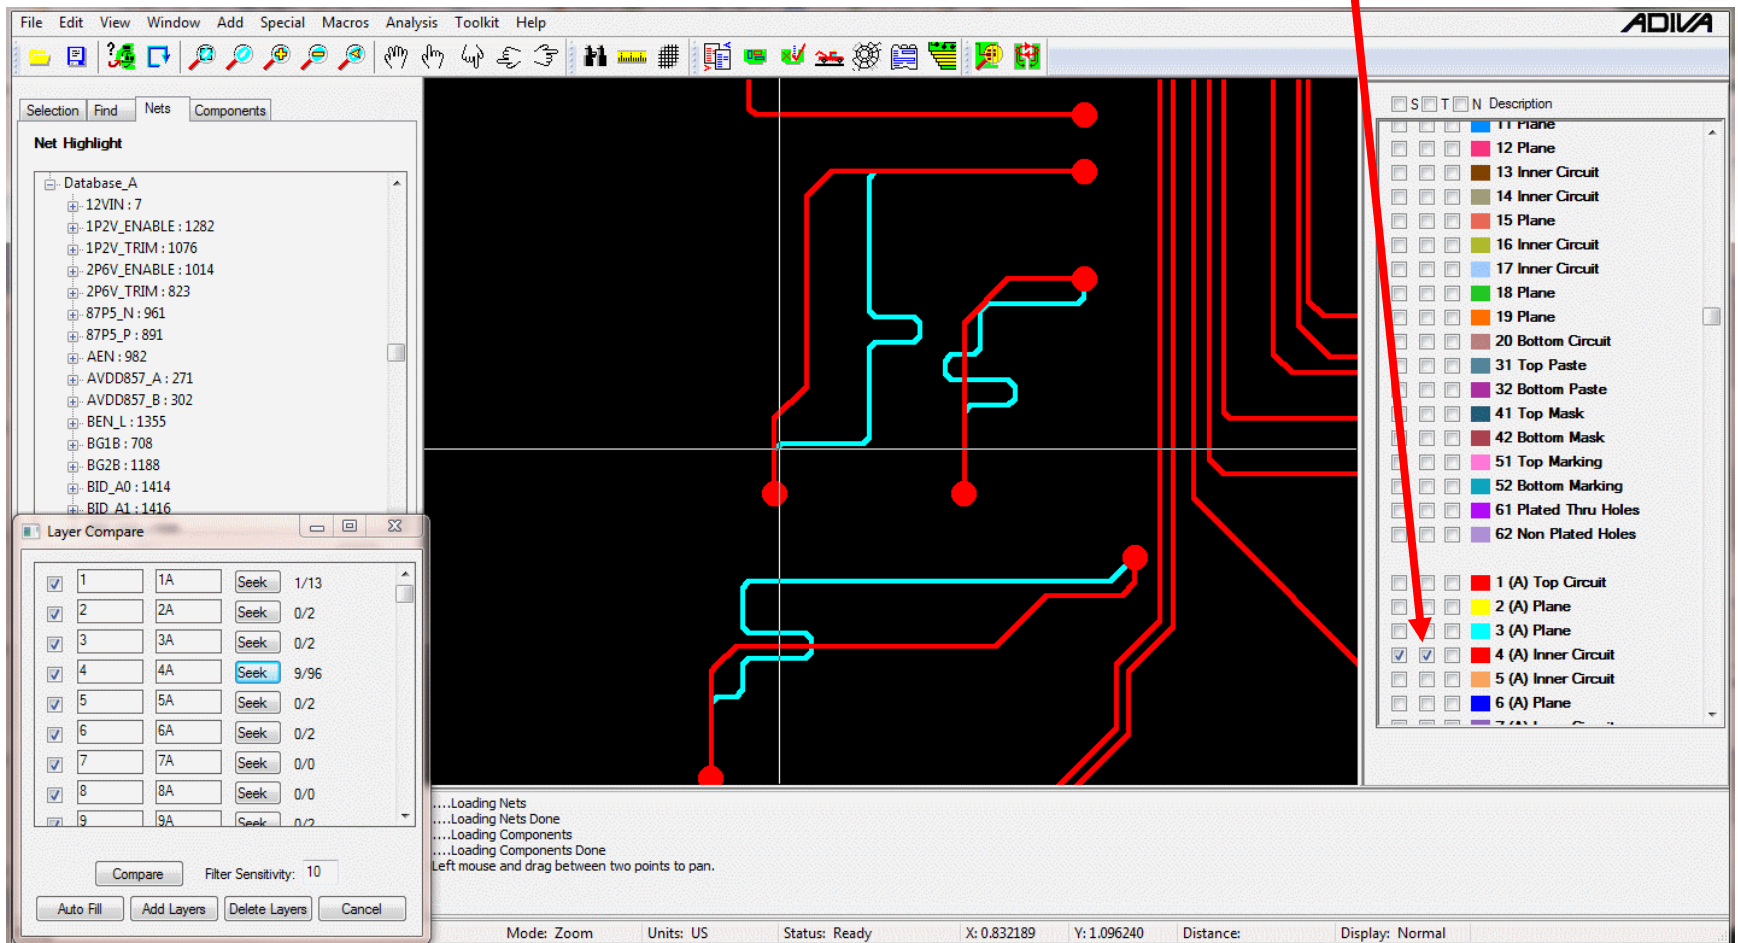 File Edit View Window Add Special Macros Anaysis Toolkit Help
ADIVA
Selection Find Nets Components
Net Highlight
Database_A
12VIN : 7
1P2V_ENABLE : 1282
1P2V_TRIM : 1076
2P6V_ENABLE : 1014
2P6V_TRIM : 823
87P5_N : 961
87P5_P : 891
AEN : 982
AVDD857_A : 271
AVDD857_B : 302
BEN_L : 1355
BG1B : 708
BG2B : 1188
BID_A0 : 1414
BID_A1 : 1416
Layer Compare
1 1A Seek 1/13
2 2A Seek 0/2
3 3A Seek 0/2
4 4A Seek 9/96
5 5A Seek 0/2
6 6A Seek 0/2
7 7A Seek 0/0
8 8A Seek 0/0
9 9A Seek 0/2
Compare Filter Sensitivity: 10
Auto Fill Add Layers Delete Layers Cancel
....Loading Nets
....Loading Nets Done
....Loading Components
....Loading Components Done
Left mouse and drag between two points to pan.
S T N Description
11 Plane
12 Plane
13 Inner Circuit
14 Inner Circuit
15 Plane
16 Inner Circuit
17 Inner Circuit
18 Plane
19 Plane
20 Bottom Circuit
31 Top Paste
32 Bottom Paste
41 Top Mask
42 Bottom Mask
51 Top Marking
52 Bottom Marking
61 Plated Thru Holes
62 Non Plated Holes
1 (A) Top Circuit
2 (A) Plane
3 (A) Plane
4 (A) Inner Circuit
5 (A) Inner Circuit
6 (A) Plane
Mode: Zoom Units: US Status: Ready X: 0.832189 Y: 1.096240 Distance: Display: Normal